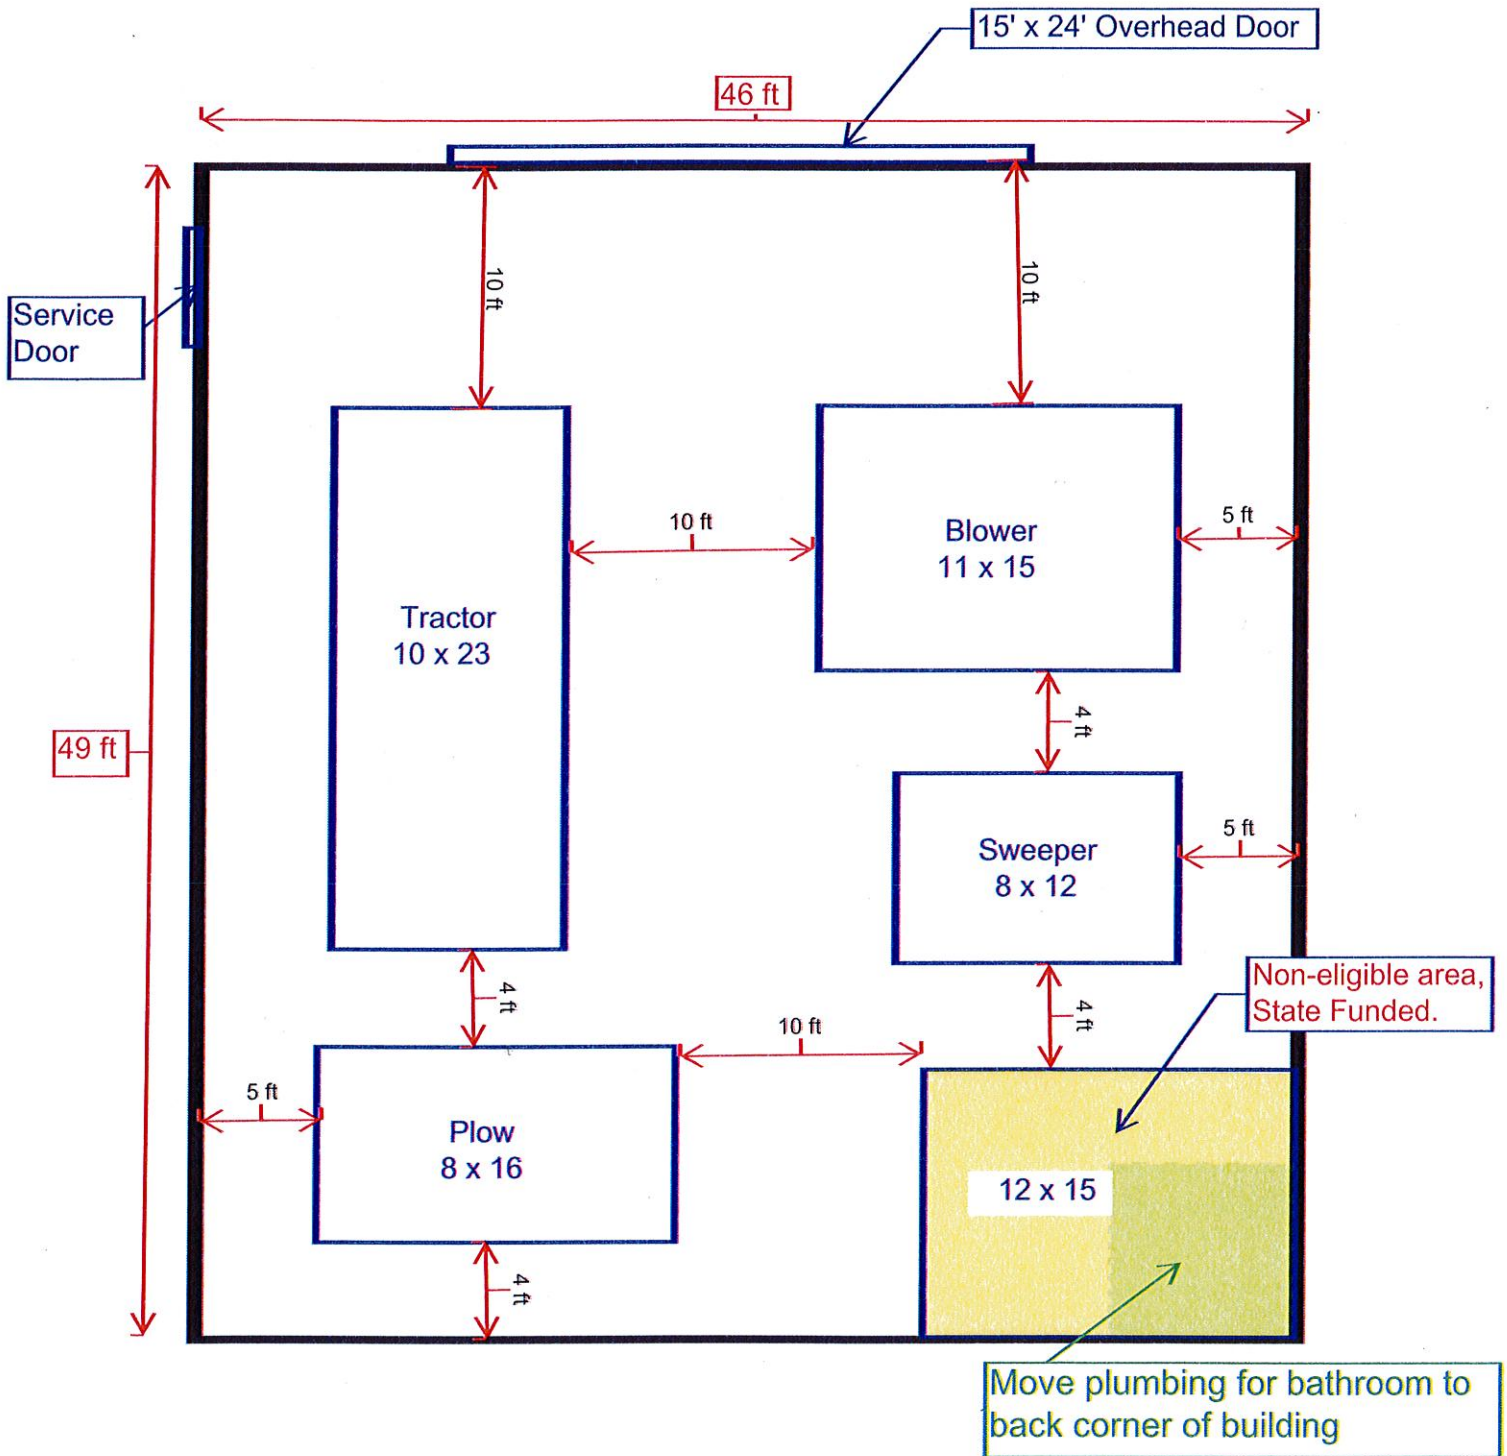 15' x 24' Overhead Door
46 ft
10 ft
10 ft
Service
Door
10 ft
5 ft
Blower
11 x 15
Tractor
10 x 23
4 ft
49 ft
5 ft
Sweeper
8 x 12
Non-eligible area,
State Funded.
4 ft
4 ft
10 ft
5 ft
Plow
8 x 16
12 x 15
4 ft
Move plumbing for bathroom to
back corner of building